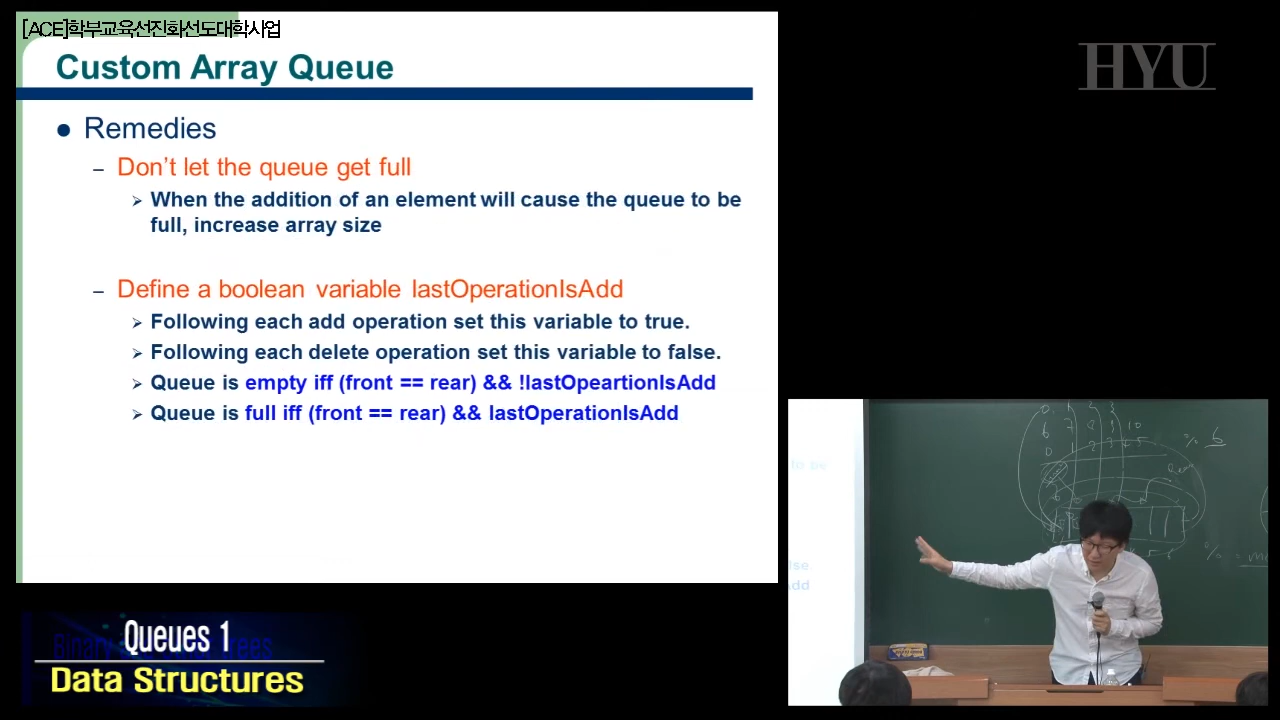 [ACE]학부교육선진화선도대학사업
Custom Array Queue
HYU
● Remedies
– Don't let the queue get full
➢ When the addition of an element will cause the queue to be
full, increase array size
– Define a boolean variable lastOperationIsAdd
➢ Following each add operation set this variable to true.
➢ Following each delete operation set this variable to false.
➢ Queue is empty iff (front == rear) && !lastOpeartionIsAdd
➢ Queue is full iff (front == rear) && lastOperationIsAdd
% 6
to be
Queues 1
Data Structures